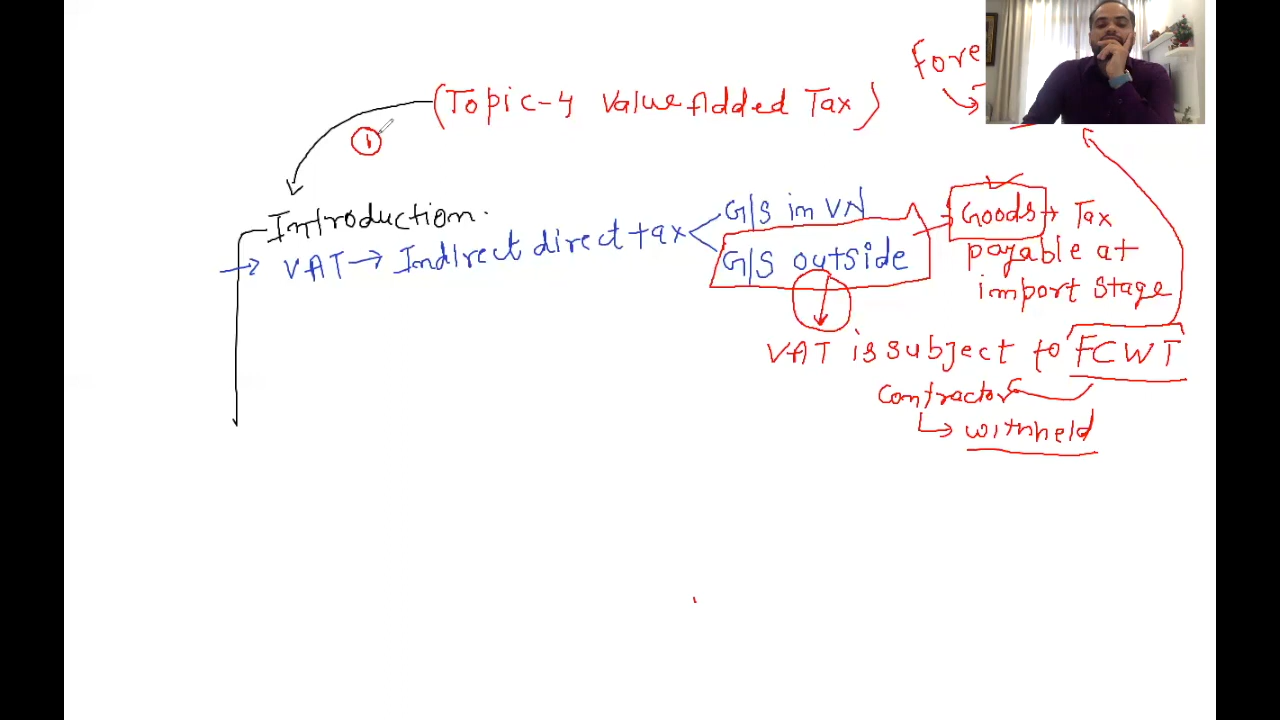 Fore
(Topic-4 Value Added Tax)
1
Introduction.
VAT → Indirect direct tax
G/S in VN
G/S outside
Goods → Tax
payable at
import stage
VAT is subject to FCWT
Contractor
withheld